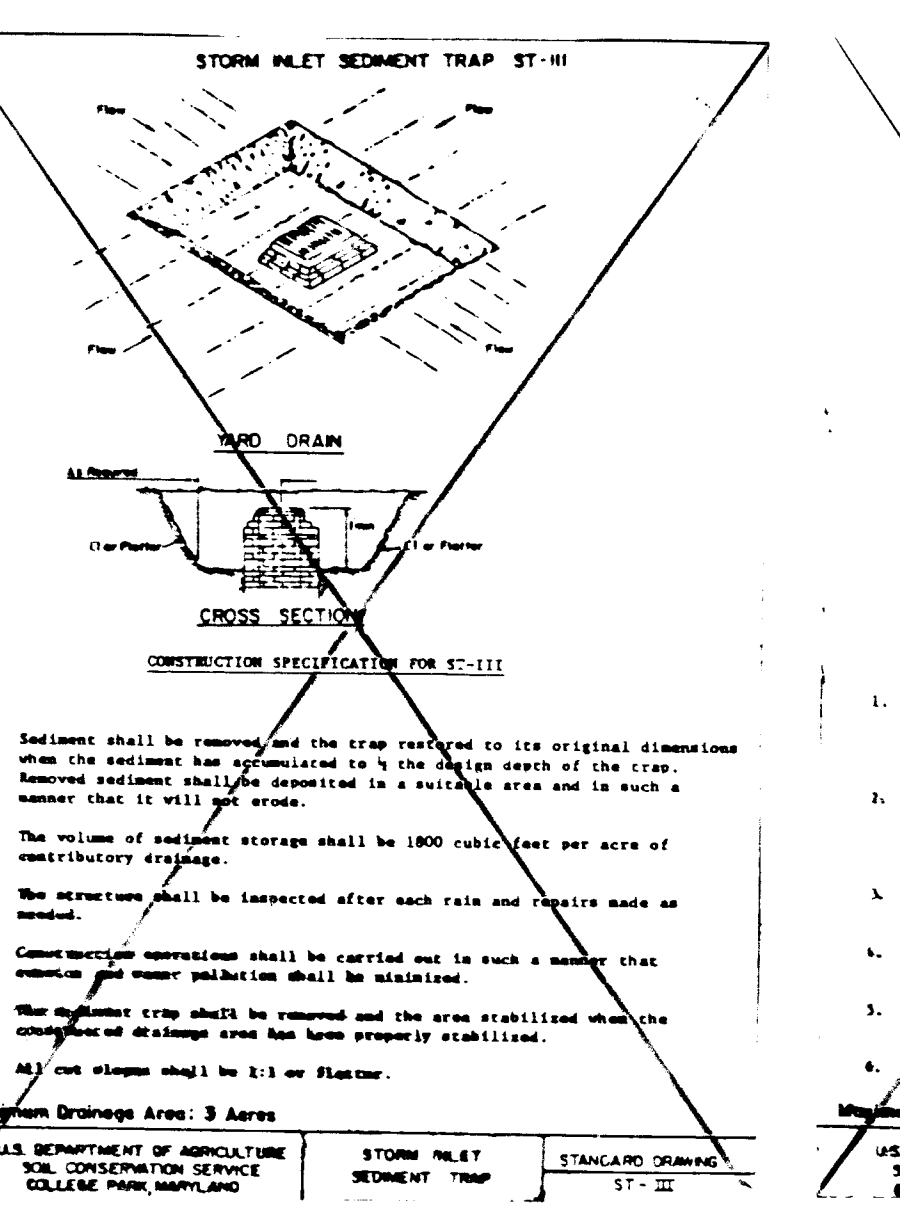 STORM INLET SEDIMENT TRAP ST-III
Flow
Flow
Flow
Flow
YARD DRAIN
As Required
1:1 or Flatter
1:1 or Flatter
CROSS SECTION
CONSTRUCTION SPECIFICATION FOR ST-III
Sediment shall be removed and the trap restored to its original dimensions
when the sediment has accumulated to the design depth of the trap.
Removed sediment shall be deposited in a suitable area and in such a
manner that it will not erode.
The volume of sediment storage shall be 1800 cubic feet per acre of
contributory drainage.
The structure shall be inspected after each rain and repairs made as
needed.
Construction operations shall be carried out in such a manner that
erosion and water pollution shall be minimized.
The sediment trap shall be removed and the area stabilized when the
constructed drainage area has been properly stabilized.
All cut slopes shall be 1:1 or flatter.
Drainage Area: 3 Acres
U.S. DEPARTMENT OF AGRICULTURE
SOIL CONSERVATION SERVICE
COLLEGE PARK, MARYLAND
STORM INLET
SEDIMENT TRAP
STANDARD DRAWING
ST - III
1.
2.
6.